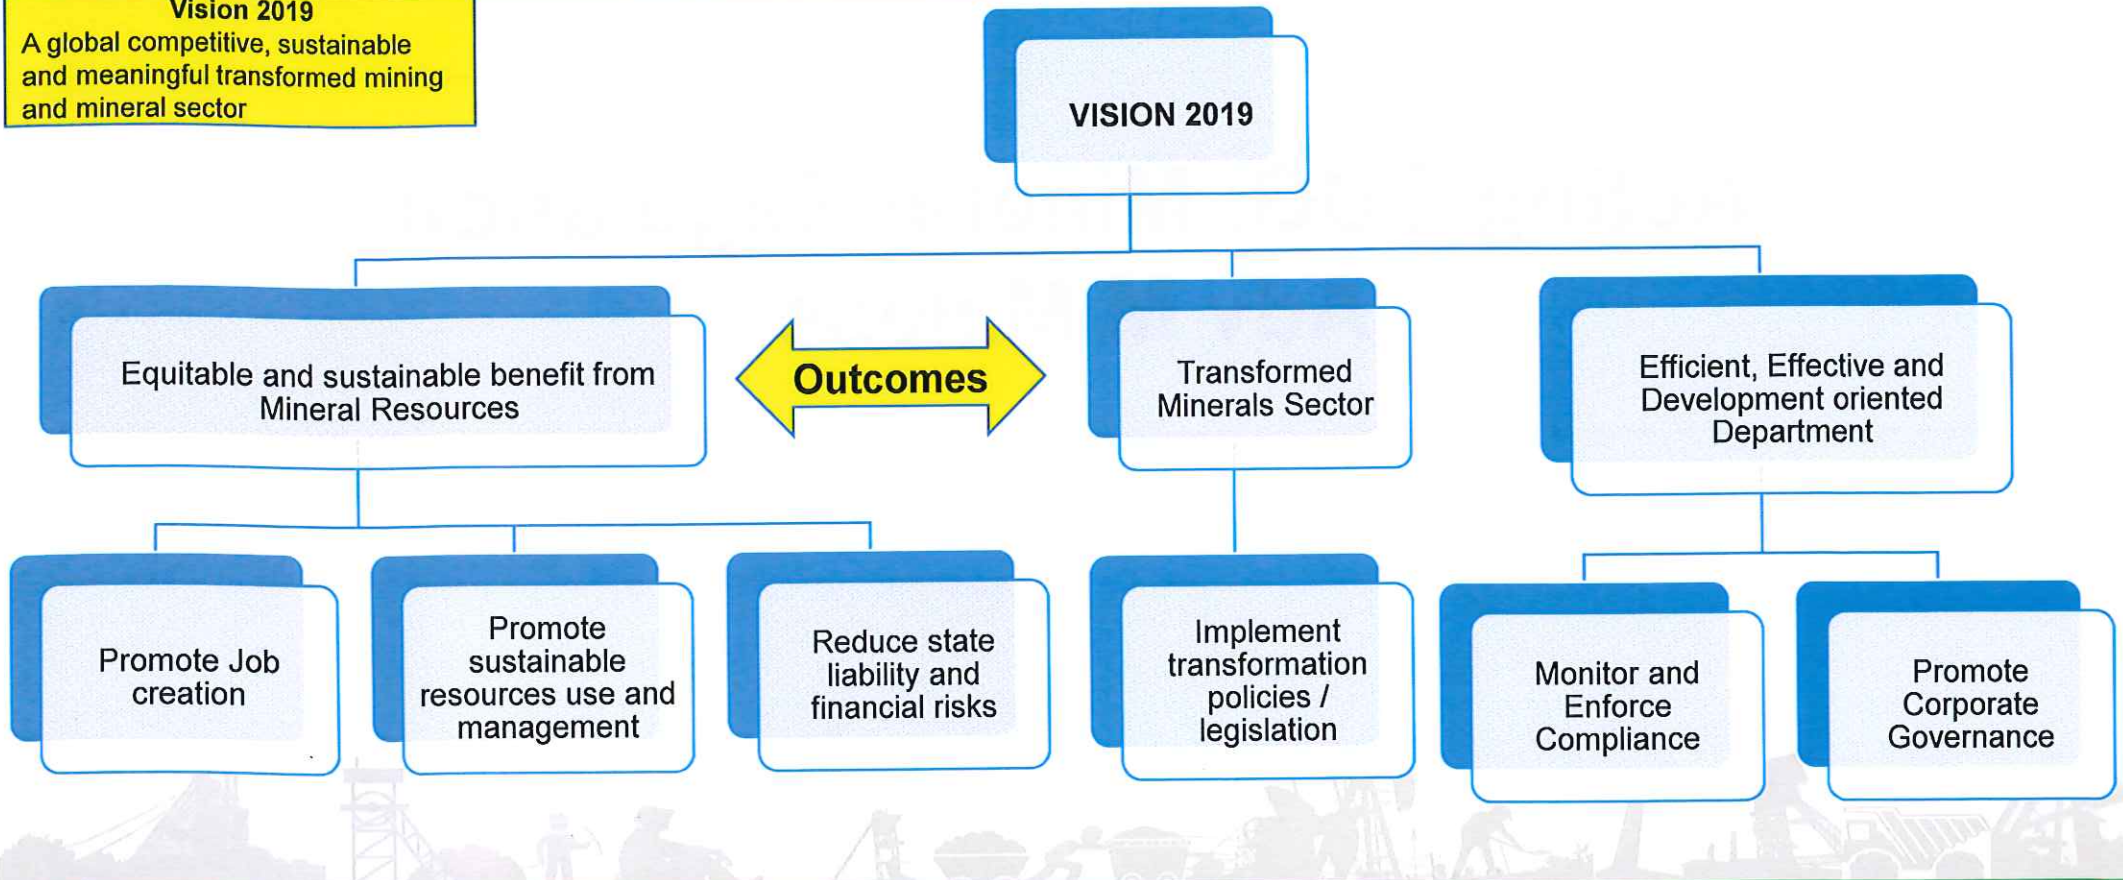 Vision 2019
A global competitive, sustainable
and meaningful transformed mining
and mineral sector
VISION 2019
Equitable and sustainable benefit from
Mineral Resources
Outcomes
Transformed
Minerals Sector
Efficient, Effective and
Development oriented
Department
Promote Job
creation
Promote
sustainable
resources use and
management
Reduce state
liability and
financial risks
Implement
transformation
policies /
legislation
Monitor and
Enforce
Compliance
Promote
Corporate
Governance